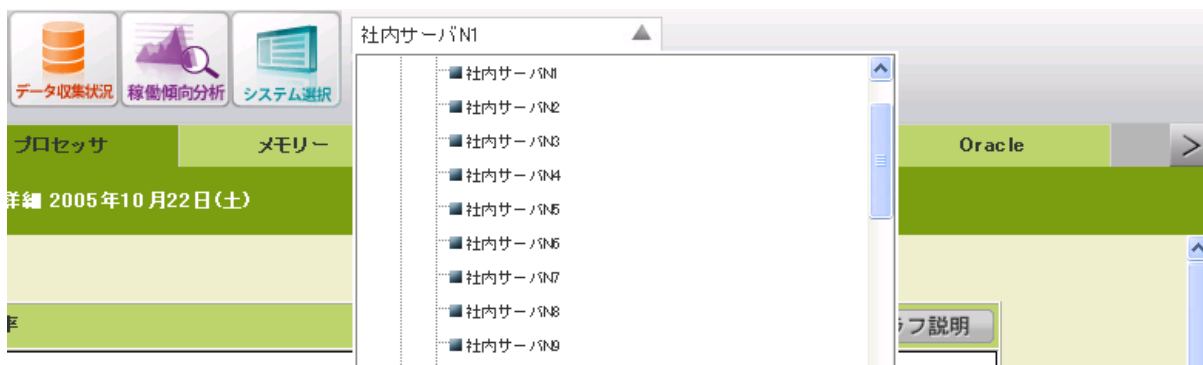 社内サーバN1
データ収集状況
稼働傾向分析
システム選択
社内サーバN1
社内サーバN2
社内サーバN3
社内サーバN4
社内サーバN5
社内サーバN6
社内サーバN7
社内サーバN8
社内サーバN9
プロセッサ
メモリー
Oracle
>
詳細 2005年10月22日(土)
率
ラフ説明